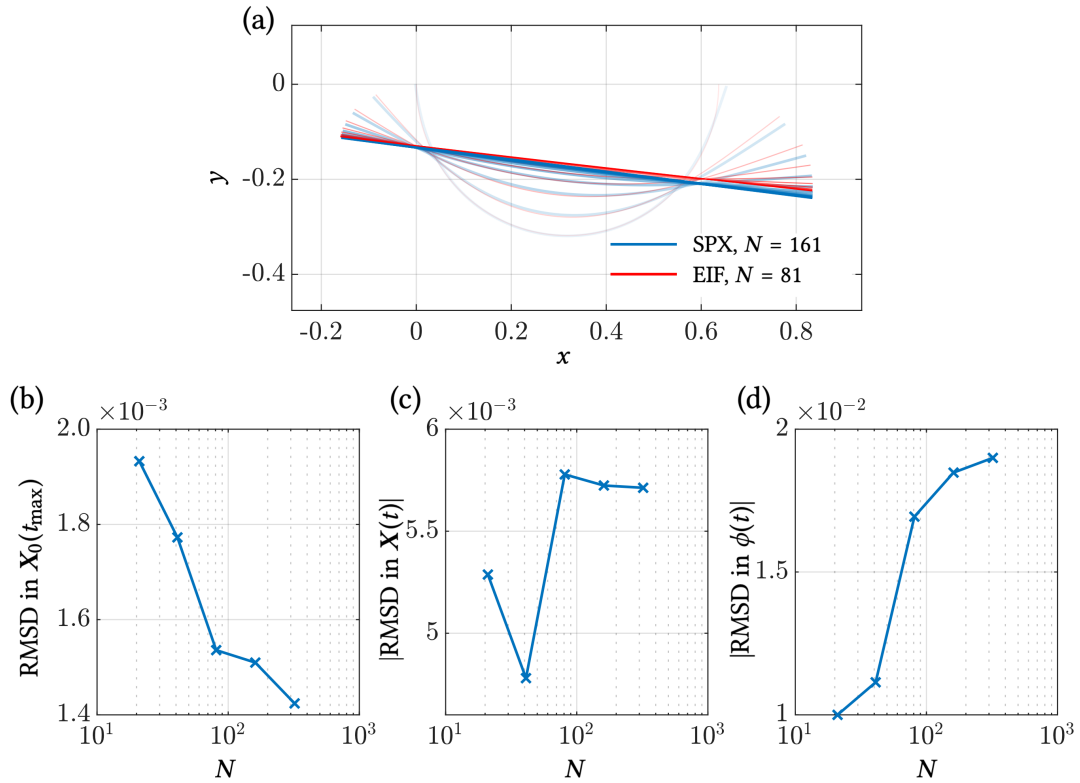 (a)
0
-0.2
-0.4
y
SPX, N = 161
EIF, N = 81
-0.2 0 0.2 0.4 0.6 0.8
x
(b) (c) (d)
×10⁻³ ×10⁻³ ×10⁻²
2.0
1.8
1.6
1.4
RMSD in X₀(t_max)
10¹ 10² 10³
N
6
5.5
5
|RMSD in X(t)|
10¹ 10² 10³
N
2
1.5
1
|RMSD in ϕ(t)|
10¹ 10² 10³
N